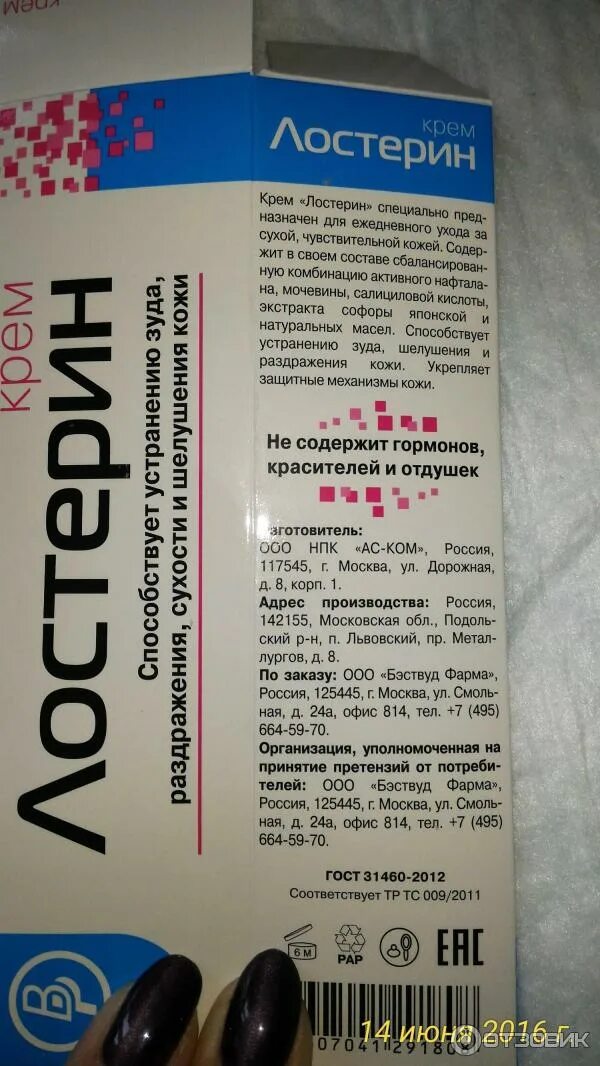 крем
крем
Лостерин
Способствует устранению зуда,
раздражения, сухости и шелушения кожи
крем
Лостерин
Крем «Лостерин» специально пред-
назначен для ежедневного ухода за
сухой, чувствительной кожей. Содер-
жит в своем составе сбалансирован-
ную комбинацию активного нафтала-
на, мочевины, салициловой кислоты,
экстракта софоры японской и
натуральных масел. Способствует
устранению зуда, шелушения и
раздражения кожи. Укрепляет
защитные механизмы кожи.
Не содержит гормонов,
красителей и отдушек
зготовитель:
ООО НПК «АС-КОМ», Россия,
117545, г. Москва, ул. Дорожная,
д. 8, корп. 1.
Адрес производства: Россия,
142155, Московская обл., Подоль-
ский р-н, п. Львовский, пр. Метал-
лургов, д. 8.
По заказу: ООО «Бэствуд Фарма»,
Россия, 125445, г. Москва, ул. Смоль-
ная, д. 24а, офис 814, тел. +7 (495)
664-59-70.
Организация, уполномоченная на
принятие претензий от потреби-
телей: ООО «Бэствуд Фарма»,
Россия, 125445, г. Москва, ул. Смоль-
ная, д. 24а, офис 814, тел. +7 (495)
664-59-70.
ГОСТ 31460-2012
Соответствует ТР ТС 009/2011
6 M
PAP
EAC
14 июня 2016 г.
07041 291808
ОТЗОВИК